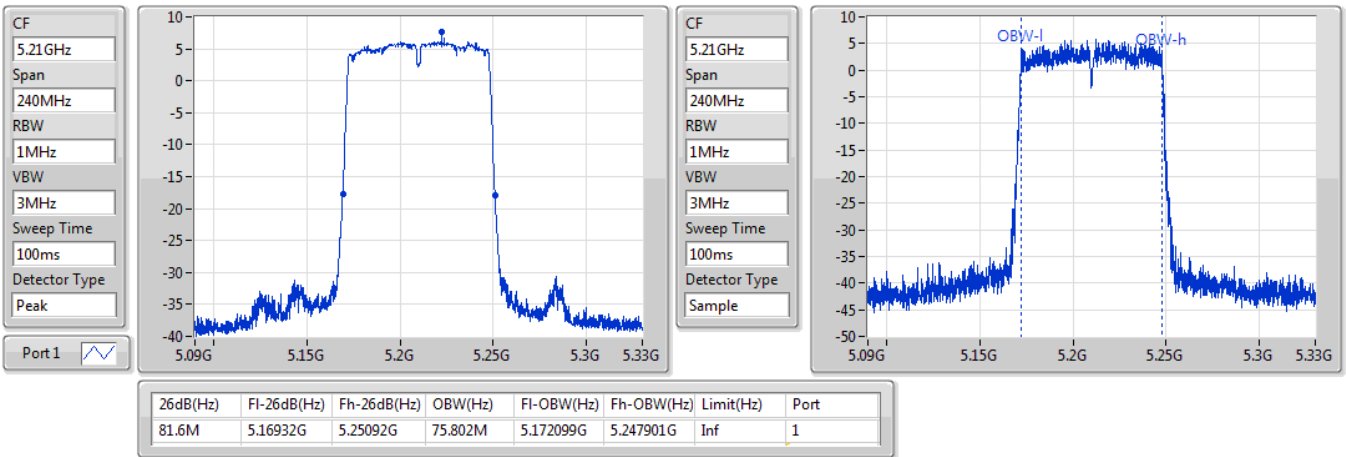 CF
5.21GHz
Span
240MHz
RBW
1MHz
VBW
3MHz
Sweep Time
100ms
Detector Type
Peak
Port 1
10
5
0
-5
-10
-15
-20
-25
-30
-35
-40
5.09G 5.15G 5.2G 5.25G 5.3G 5.33G
CF
5.21GHz
Span
240MHz
RBW
1MHz
VBW
3MHz
Sweep Time
100ms
Detector Type
Sample
10
5
0
-5
-10
-15
-20
-25
-30
-35
-40
-45
-50
OBW-l OBW-h
5.09G 5.15G 5.2G 5.25G 5.3G 5.33G
26dB(Hz) Fl-26dB(Hz) Fh-26dB(Hz) OBW(Hz) Fl-OBW(Hz) Fh-OBW(Hz) Limit(Hz) Port
81.6M 5.16932G 5.25092G 75.802M 5.172099G 5.247901G Inf 1